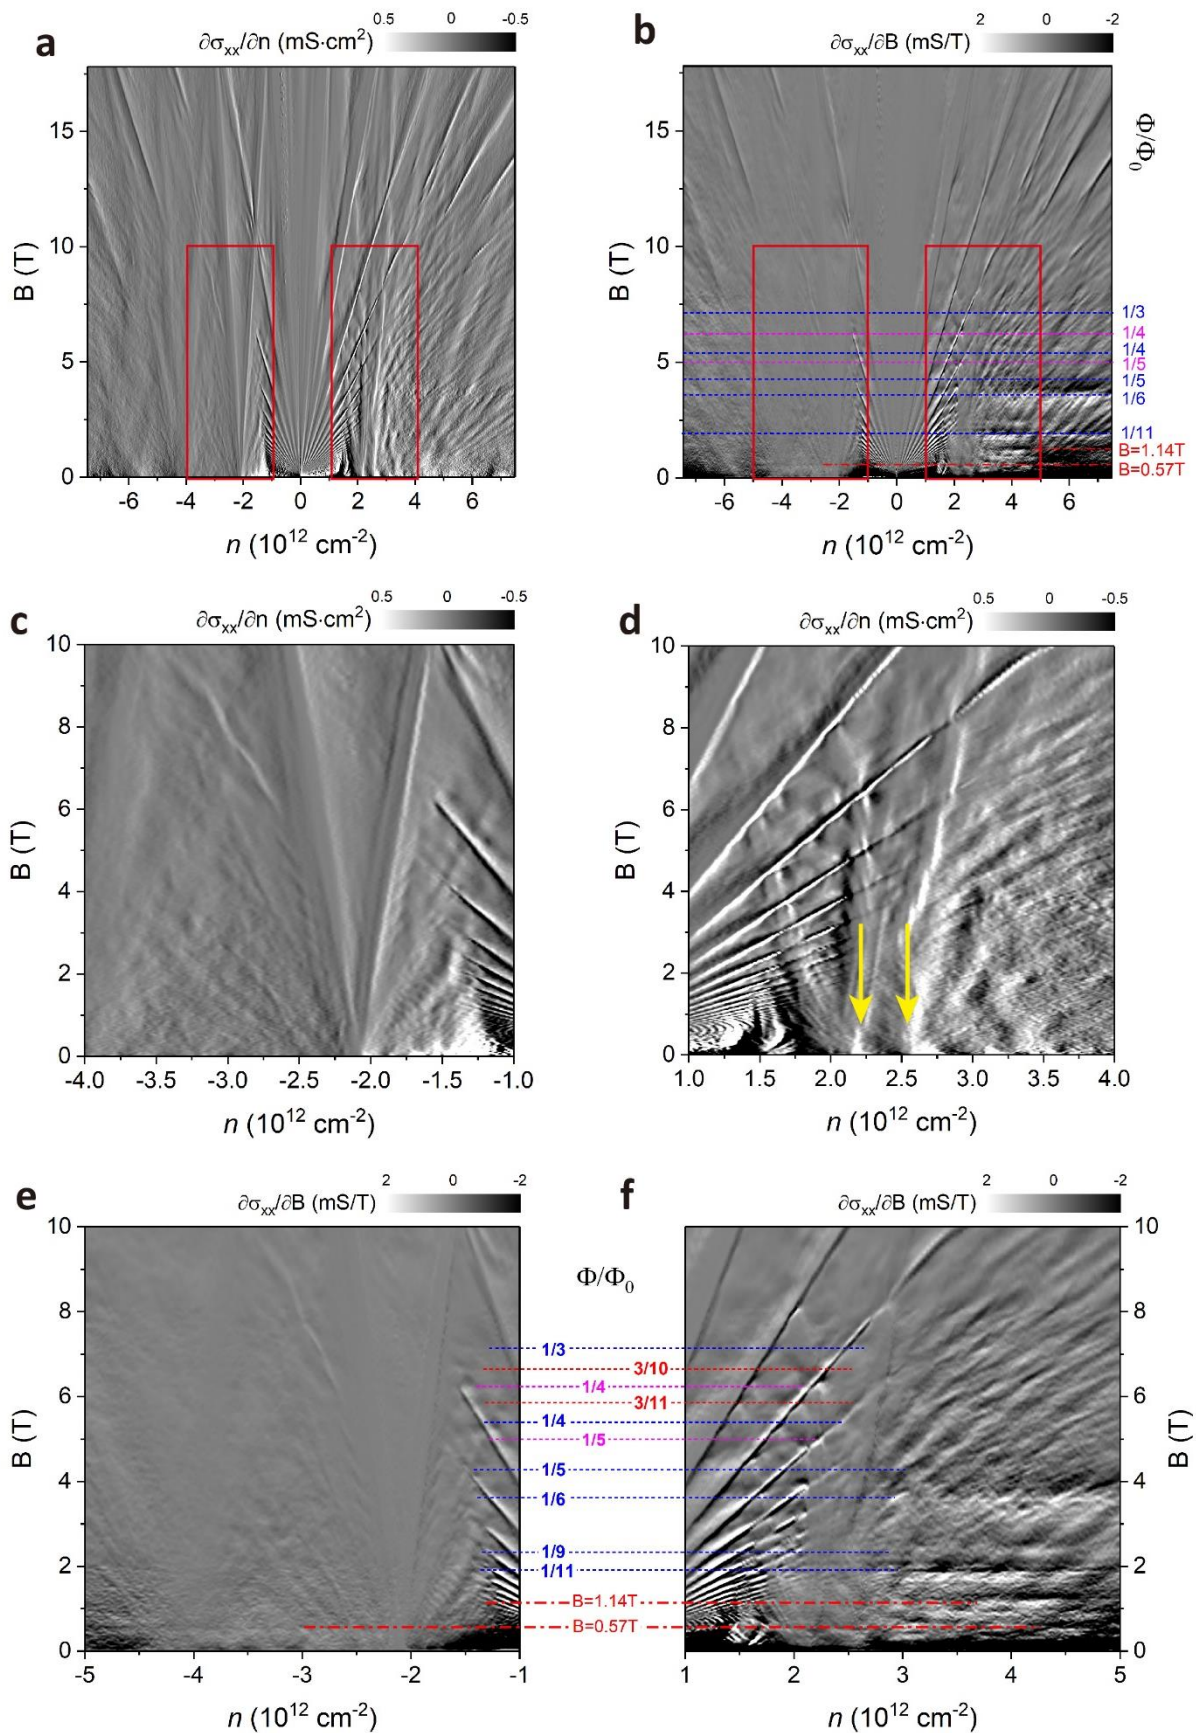 a
∂σxx/∂n (mS·cm²)
0.5 0 -0.5
B (T)
15
10
5
0
-6 -4 -2 0 2 4 6
n (10¹² cm⁻²)
b
∂σxx/∂B (mS/T)
2 0 -2
Φ/Φ₀
B (T)
15
10
5
0
1/3
1/4
1/4
1/5
1/5
1/6
1/11
B=1.14T
B=0.57T
-6 -4 -2 0 2 4 6
n (10¹² cm⁻²)
c
∂σxx/∂n (mS·cm²)
0.5 0 -0.5
B (T)
10
8
6
4
2
0
-4.0 -3.5 -3.0 -2.5 -2.0 -1.5 -1.0
n (10¹² cm⁻²)
d
∂σxx/∂n (mS·cm²)
0.5 0 -0.5
B (T)
10
8
6
4
2
0
1.0 1.5 2.0 2.5 3.0 3.5 4.0
n (10¹² cm⁻²)
e
∂σxx/∂B (mS/T)
2 0 -2
B (T)
10
8
6
4
2
0
-5 -4 -3 -2 -1
n (10¹² cm⁻²)
Φ/Φ₀
1/3
3/10
1/4
3/11
1/4
1/5
1/5
1/6
1/9
1/11
B=1.14T
B=0.57T
f
∂σxx/∂B (mS/T)
2 0 -2
10
8
6
4
2
0
B (T)
1 2 3 4 5
n (10¹² cm⁻²)